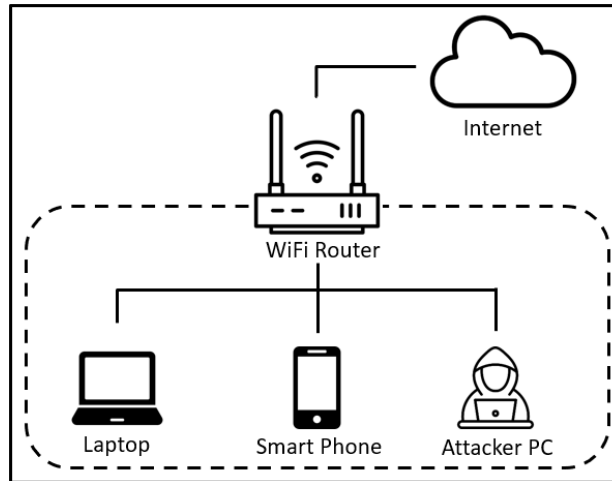 Internet
WiFi Router
Laptop
Smart Phone
Attacker PC